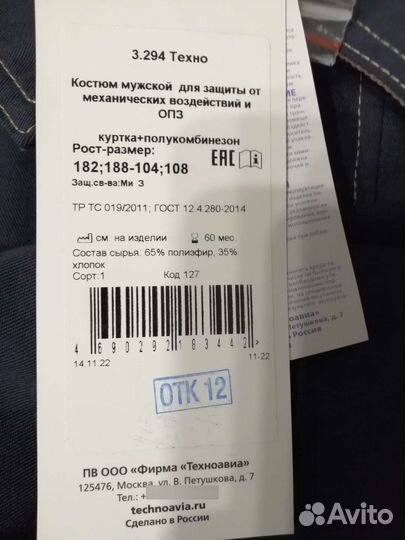 3.294 Техно
Костюм мужской для защиты от
механических воздействий и
ОПЗ
куртка+полукомбинезон
Рост-размер:
182;188-104;108
EAC
Защ.св-ва:Ми З
ТР ТС 019/2011; ГОСТ 12.4.280-2014
см. на изделии 60 мес.
Состав сырья: 65% полиэфир, 35%
хлопок
Сорт:1 Код 127
4 690292 183442 >
14.11.22 11-22
ОТК 12
ПВ ООО «Фирма «Техноавиа»
125476, Москва, ул. В. Петушкова, д. 7
Тел.: +
technoavia.ru
Сделано в России
Петушкова, д. 7
в России
Avito